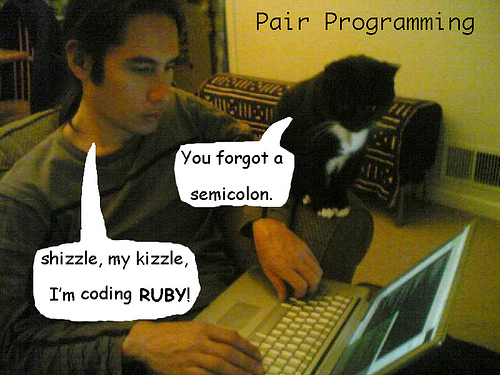 Pair Programming
You forgot a
semicolon.
shizzle, my kizzle,
I'm coding RUBY!